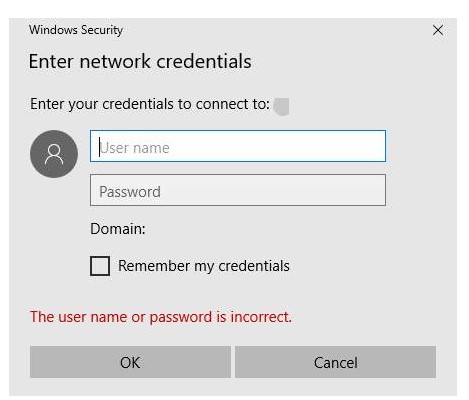 Windows Security
Enter network credentials
Enter your credentials to connect to:
User name
Password
Domain:
Remember my credentials
The user name or password is incorrect.
OK Cancel